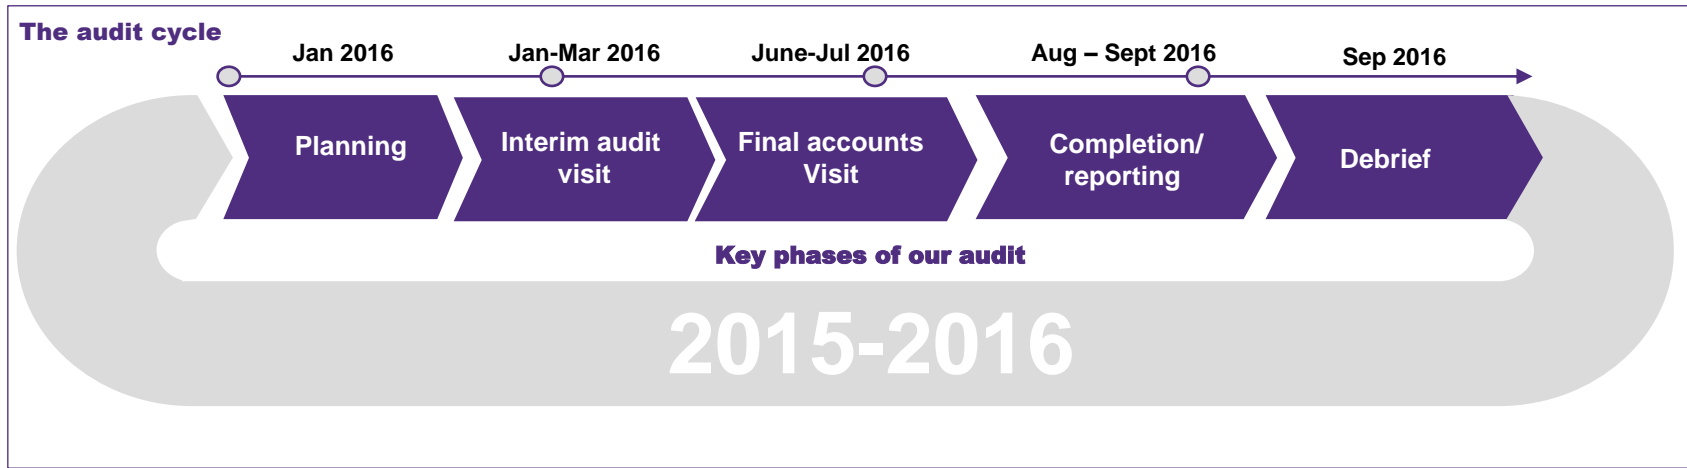 The audit cycle
Jan 2016
Jan-Mar 2016
June-Jul 2016
Aug – Sept 2016
Sep 2016
Planning
Interim audit
visit
Final accounts
Visit
Completion/
reporting
Debrief
Key phases of our audit
2015-2016